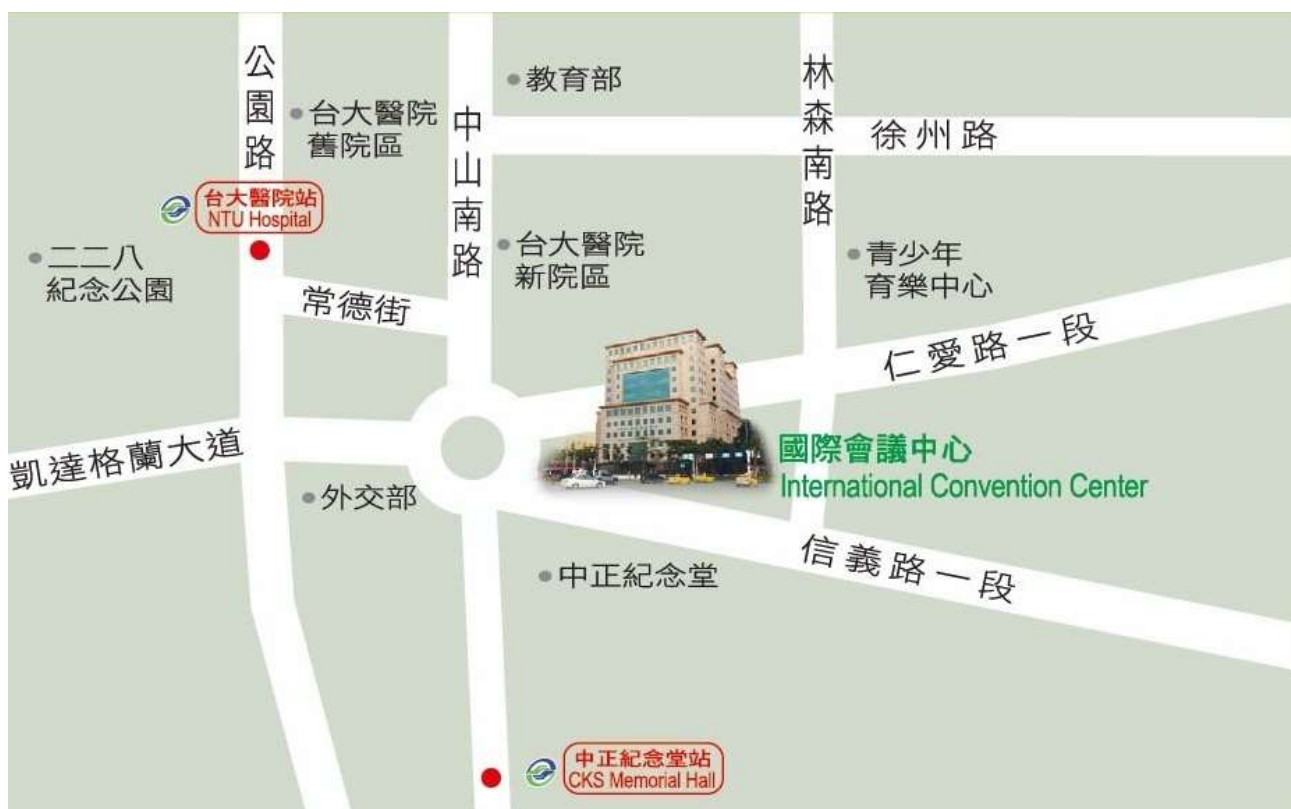 公園路
台大醫院
舊院區
中山南路
教育部
林森南路
徐州路
台大醫院站
NTU Hospital
二二八
紀念公園
常德街
台大醫院
新院區
青少年
育樂中心
仁愛路一段
凱達格蘭大道
外交部
國際會議中心
International Convention Center
中正紀念堂
信義路一段
中正紀念堂站
CKS Memorial Hall